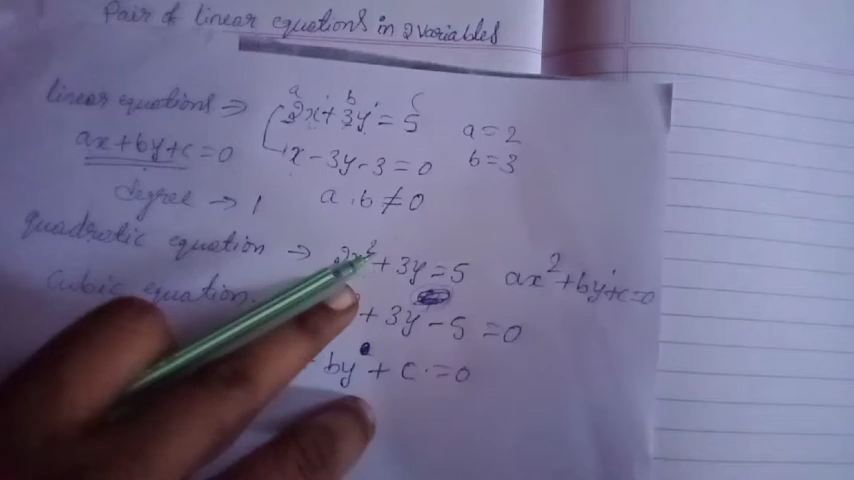 Pair of linear equations in 2 variables
a b c
linear equations ⇒ 2x + 3y = 5 a = 2
ax + by + c = 0 x - 3y - 3 = 0 b = 3
degree → 1 a, b ≠ 0
quadratic equation → 2x² + 3y = 5 ax² + by + c = 0
cubic equation.
+ 3y - 5 = 0
by + c = 0